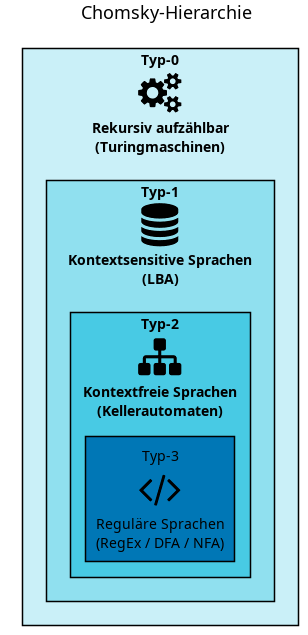 Chomsky-Hierarchie
Typ-0
Rekursiv aufzählbar
(Turingmaschinen)
Typ-1
Kontextsensitive Sprachen
(LBA)
Typ-2
Kontextfreie Sprachen
(Kellerautomaten)
Typ-3
Reguläre Sprachen
(RegEx / DFA / NFA)